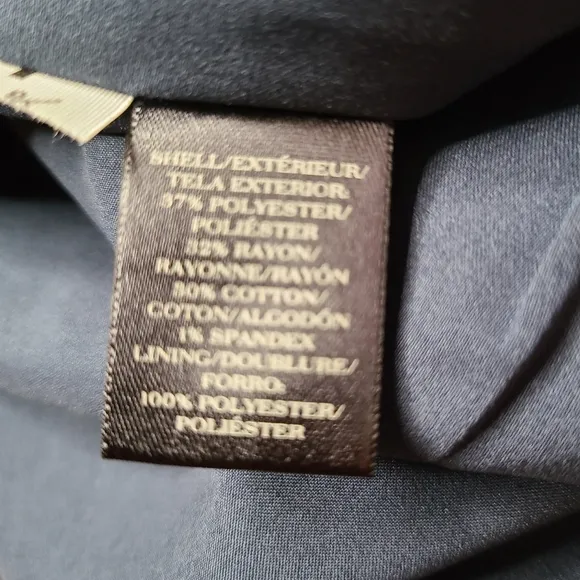 SHELL/EXTÉRIEUR/
TELA EXTERIOR:
37% POLYESTER/
POLIÉSTER
32% RAYON/
RAYONNE/RAYÓN
30% COTTON/
COTON/ALGODÓN
1% SPANDEX
LINING/DOUBLURE/
FORRO:
100% POLYESTER/
POLIÉSTER